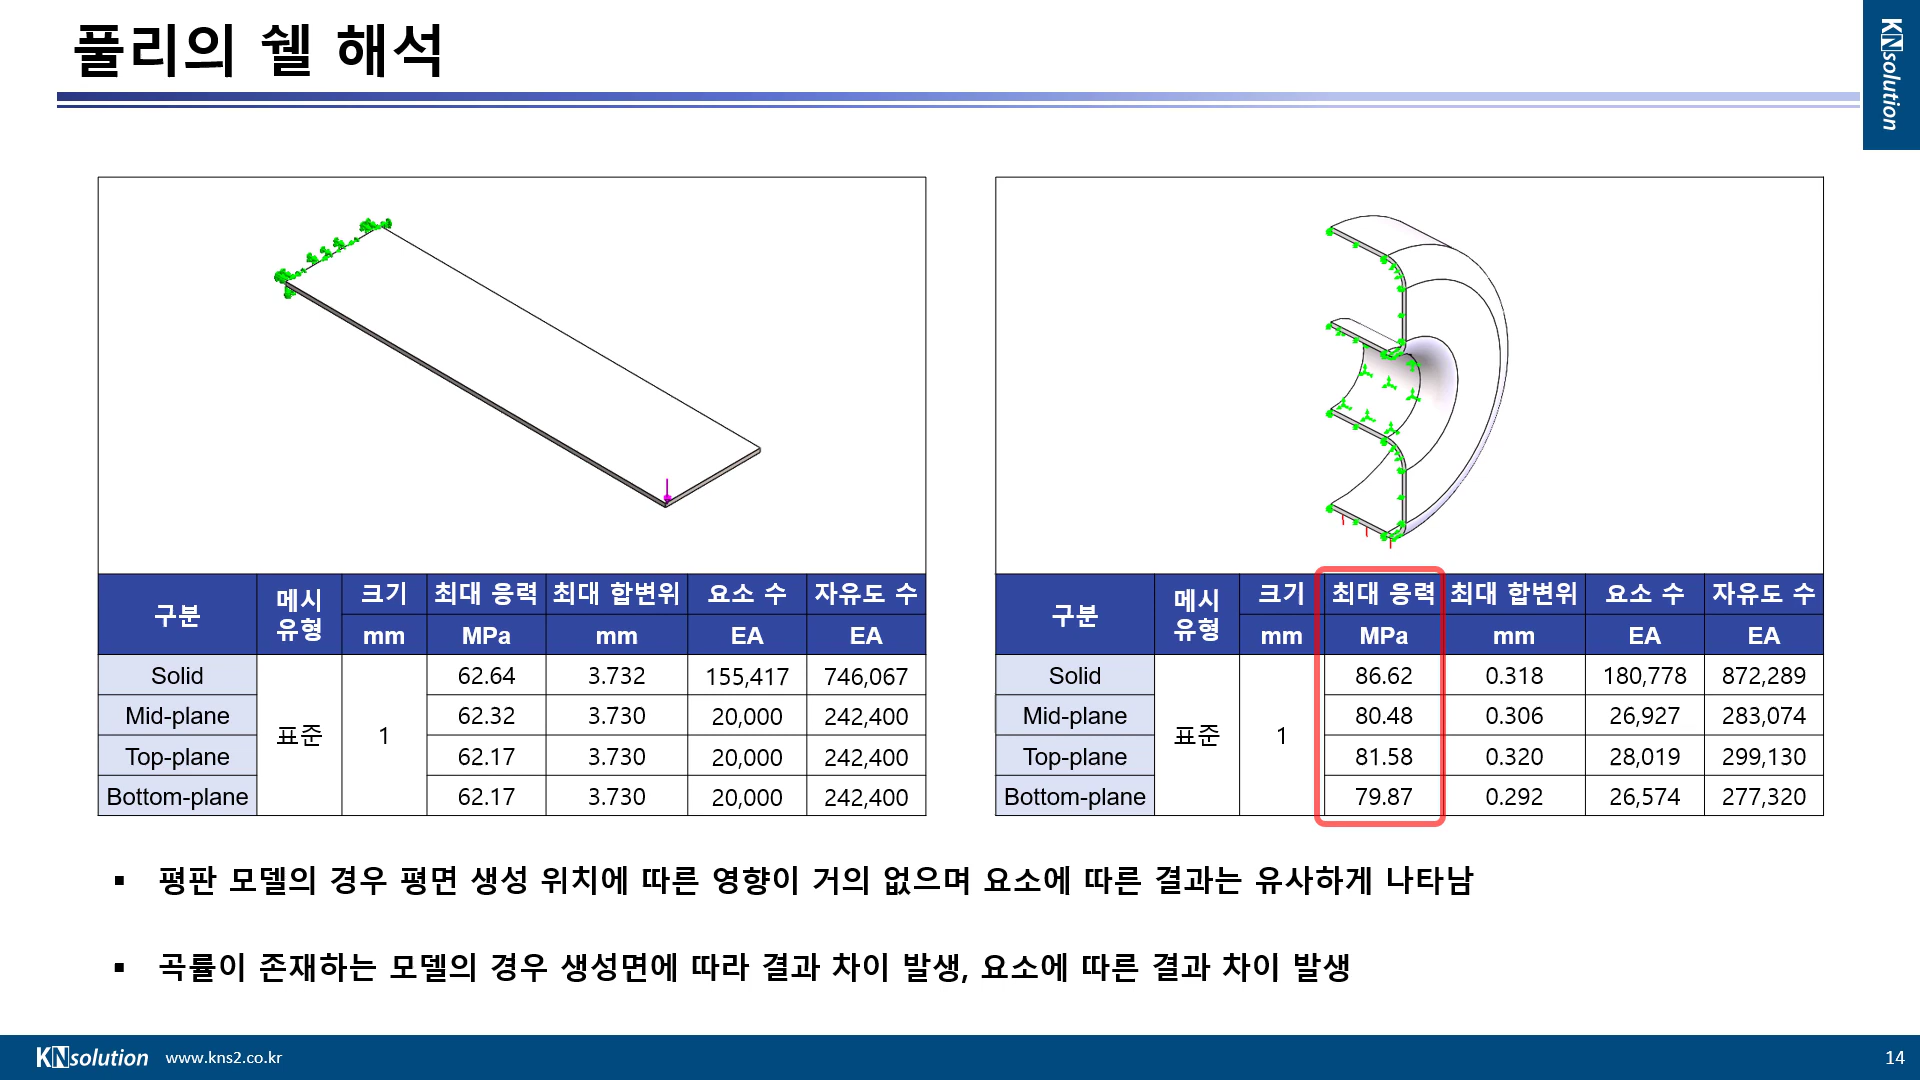 풀리의 쉘 해석
KNsolution
구분 메시 유형 크기 최대 응력 최대 합변위 요소 수 자유도 수
mm MPa mm EA EA
Solid 표준 1 62.64 3.732 155,417 746,067
Mid-plane 62.32 3.730 20,000 242,400
Top-plane 62.17 3.730 20,000 242,400
Bottom-plane 62.17 3.730 20,000 242,400
구분 메시 유형 크기 최대 응력 최대 합변위 요소 수 자유도 수
mm MPa mm EA EA
Solid 표준 1 86.62 0.318 180,778 872,289
Mid-plane 80.48 0.306 26,927 283,074
Top-plane 81.58 0.320 28,019 299,130
Bottom-plane 79.87 0.292 26,574 277,320
▪ 평판 모델의 경우 평면 생성 위치에 따른 영향이 거의 없으며 요소에 따른 결과는 유사하게 나타남
▪ 곡률이 존재하는 모델의 경우 생성면에 따라 결과 차이 발생, 요소에 따른 결과 차이 발생
KNsolution www.kns2.co.kr 14